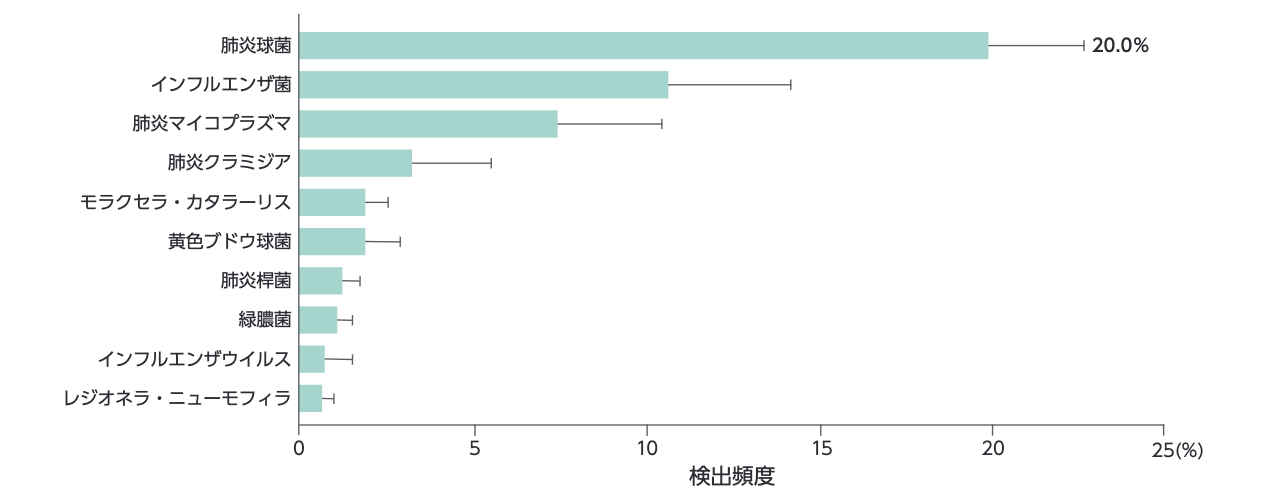 肺炎球菌
20.0%
インフルエンザ菌
肺炎マイコプラズマ
肺炎クラミジア
モラクセラ・カタラーリス
黄色ブドウ球菌
肺炎桿菌
緑膿菌
インフルエンザウイルス
レジオネラ・ニューモフィラ
0 5 10 15 20 25(%)
検出頻度